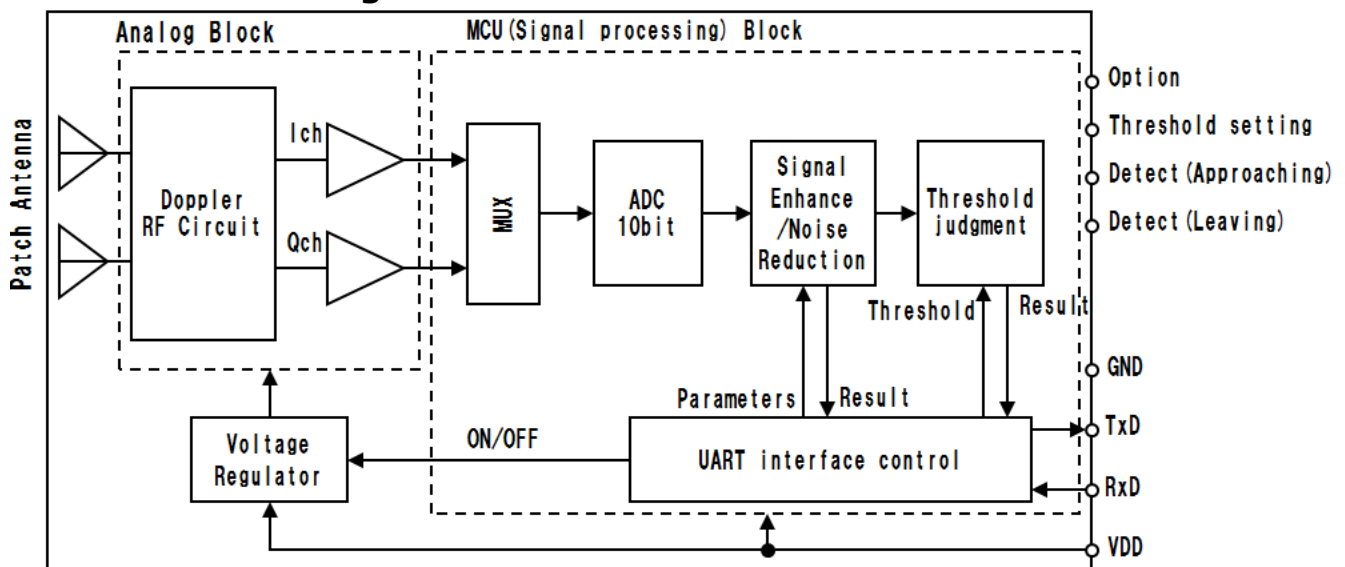 Analog Block
MCU(Signal processing) Block
Patch Antenna
Doppler
RF Circuit
Ich
Qch
MUX
ADC
10bit
Signal
Enhance
/Noise
Reduction
Threshold
judgment
Option
Threshold setting
Detect(Approaching)
Detect(Leaving)
Threshold
Result
GND
Parameters
Result
TxD
Voltage
Regulator
ON/OFF
UART interface control
RxD
VDD